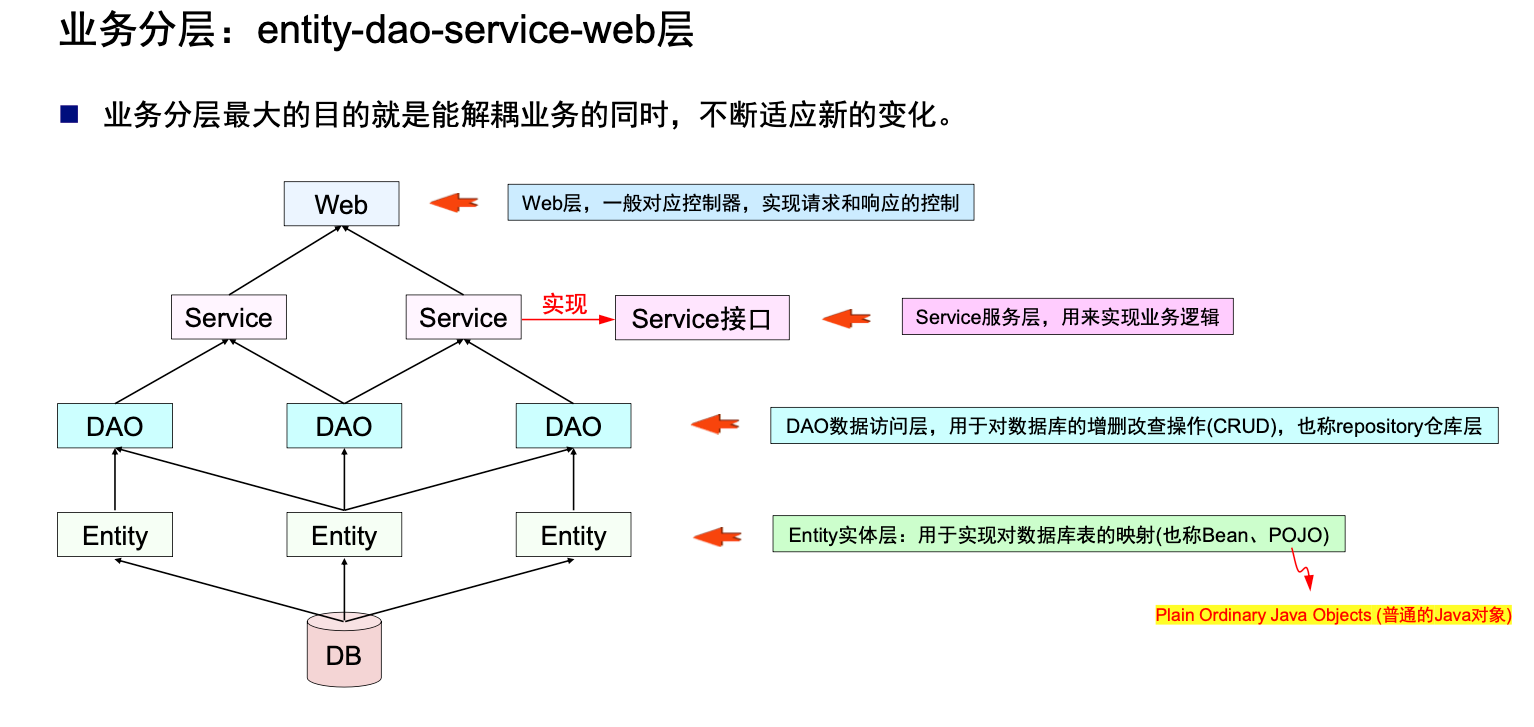 业务分层：entity-dao-service-web层
业务分层最大的目的就是能解耦业务的同时，不断适应新的变化。
Web
Web层，一般对应控制器，实现请求和响应的控制
Service
Service
实现
Service接口
Service服务层，用来实现业务逻辑
DAO
DAO
DAO
DAO数据访问层，用于对数据库的增删改查操作(CRUD)，也称repository仓库层
Entity
Entity
Entity
Entity实体层：用于实现对数据库表的映射(也称Bean、POJO)
Plain Ordinary Java Objects (普通的Java对象)
DB